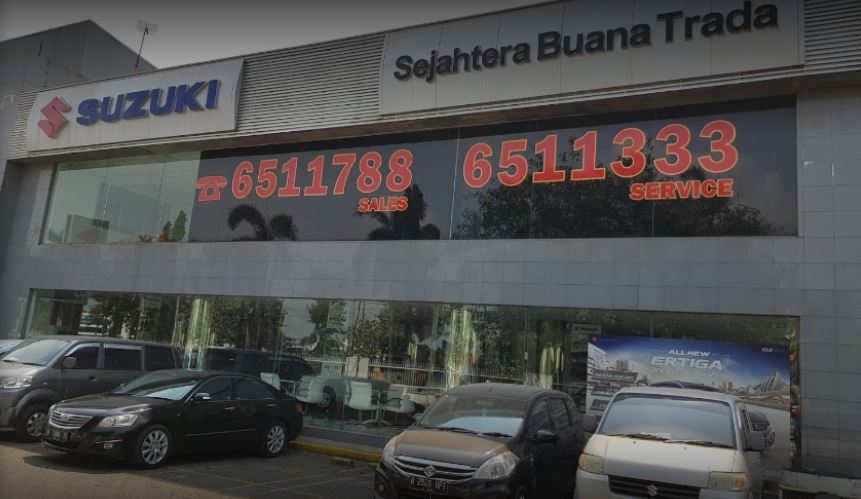 SUZUKI
Sejahtera Buana Trada
6511788
SALES
6511333
SERVICE
ALL NEW
ERTIGA